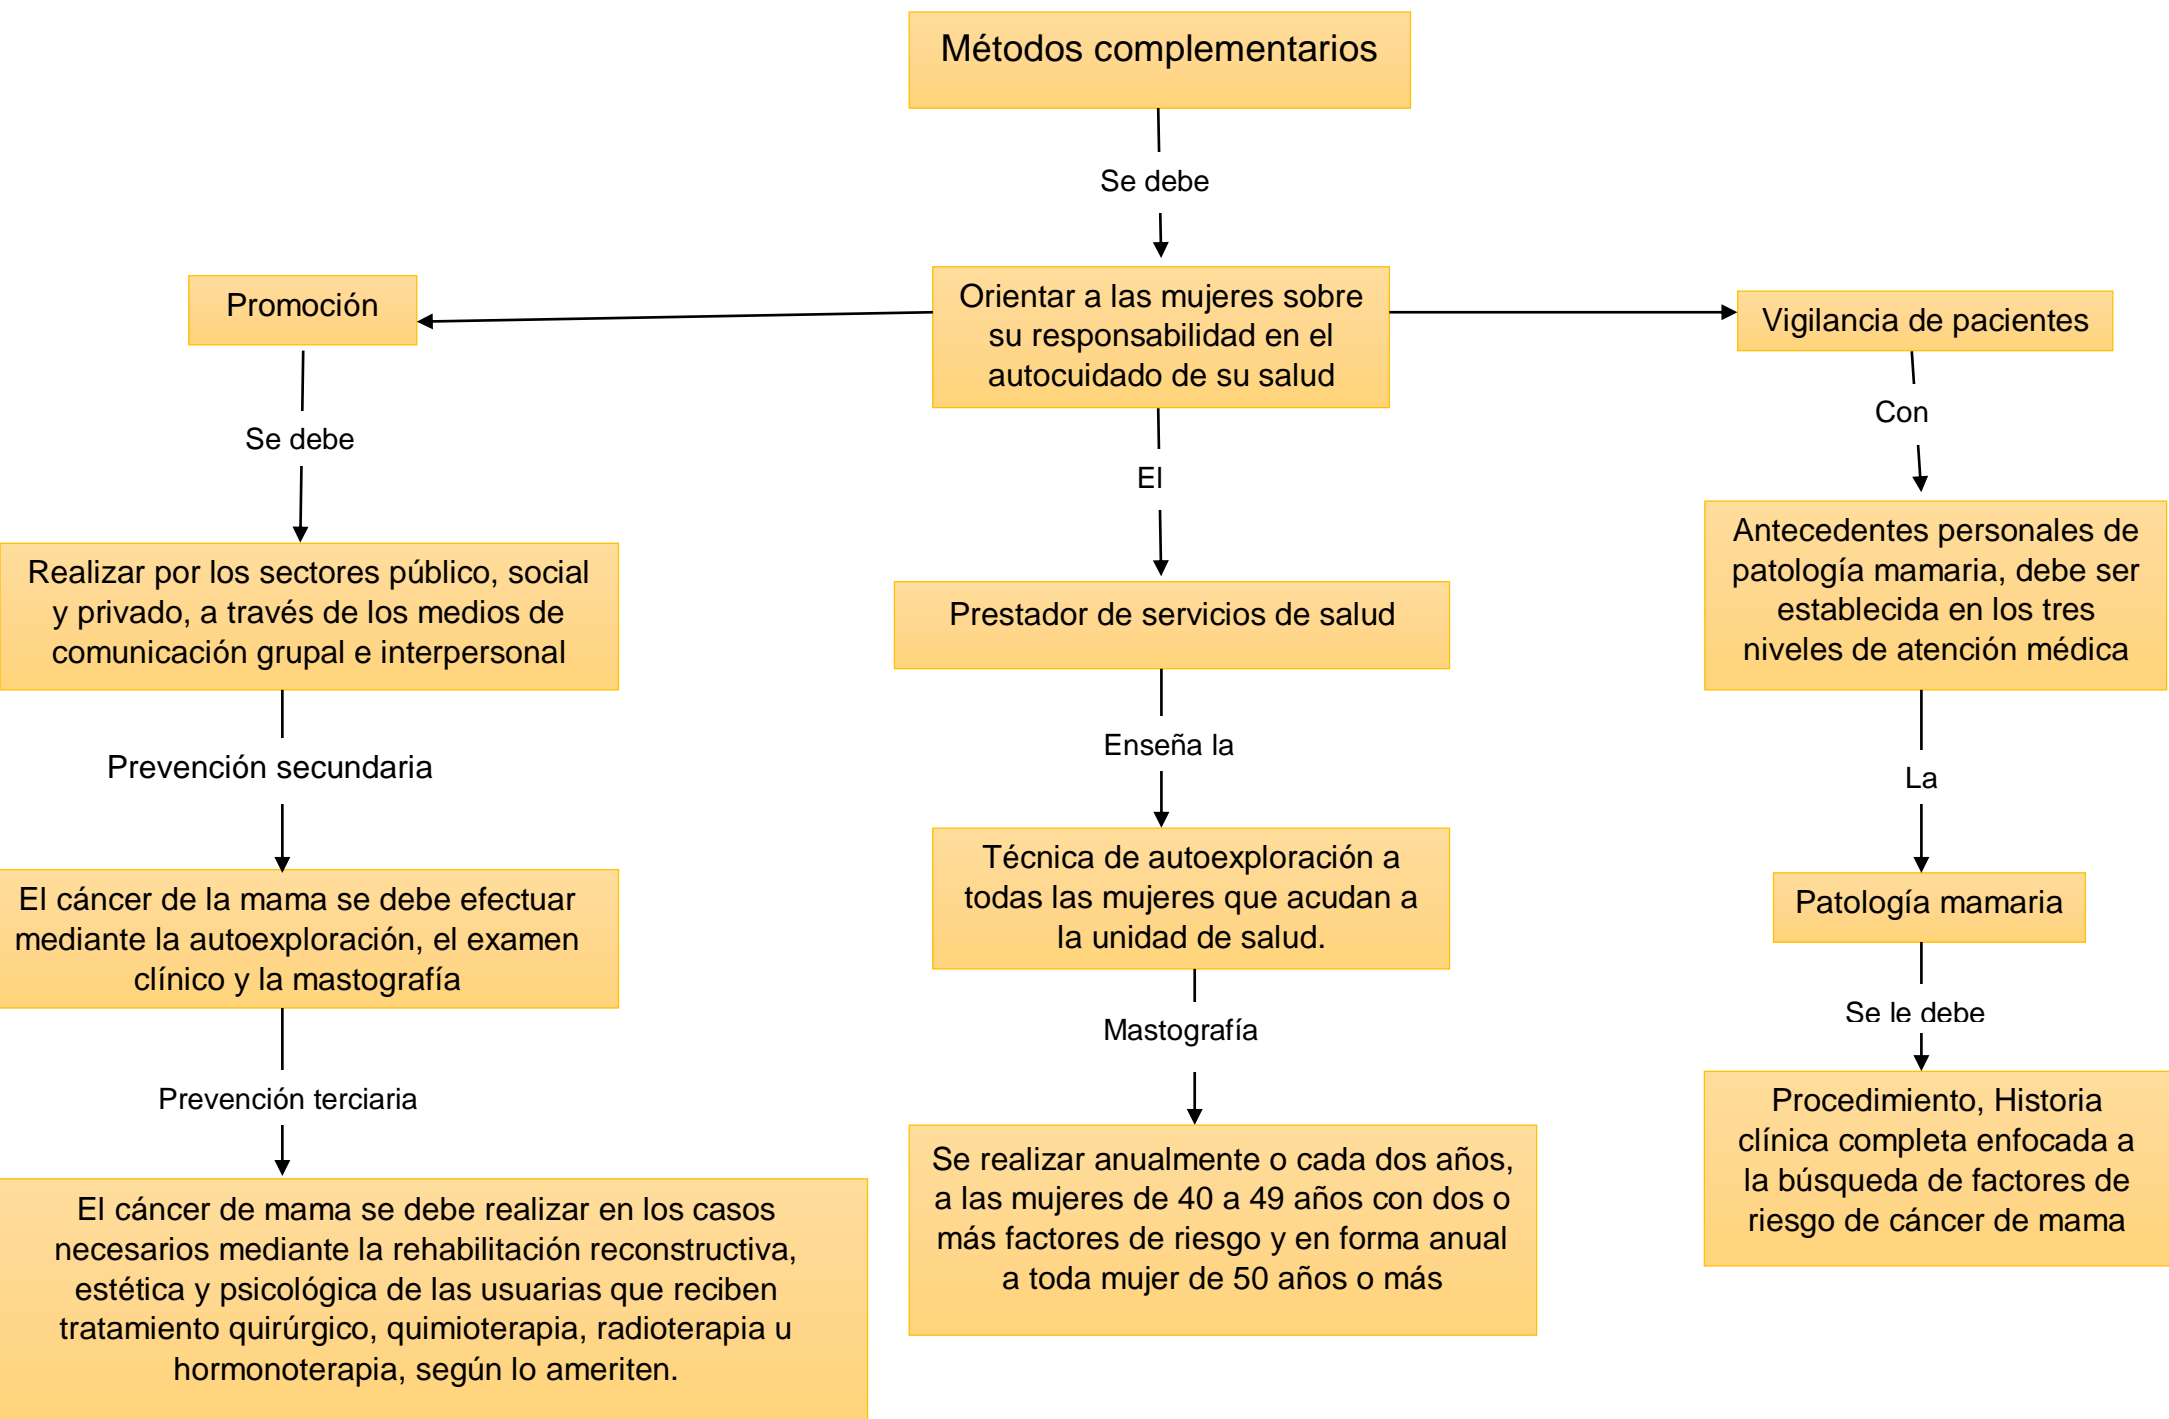 Métodos complementarios
Se debe
Promoción
Orientar a las mujeres sobre
su responsabilidad en el
autocuidado de su salud
Vigilancia de pacientes
Se debe
El
Con
Realizar por los sectores público, social
y privado, a través de los medios de
comunicación grupal e interpersonal
Prestador de servicios de salud
Antecedentes personales de
patología mamaria, debe ser
establecida en los tres
niveles de atención médica
Prevención secundaria
Enseña la
La
El cáncer de la mama se debe efectuar
mediante la autoexploración, el examen
clínico y la mastografía
Técnica de autoexploración a
todas las mujeres que acudan a
la unidad de salud.
Patología mamaria
Prevención terciaria
Mastografía
Se le debe
El cáncer de mama se debe realizar en los casos
necesarios mediante la rehabilitación reconstructiva,
estética y psicológica de las usuarias que reciben
tratamiento quirúrgico, quimioterapia, radioterapia u
hormonoterapia, según lo ameriten.
Se realizar anualmente o cada dos años,
a las mujeres de 40 a 49 años con dos o
más factores de riesgo y en forma anual
a toda mujer de 50 años o más
Procedimiento, Historia
clínica completa enfocada a
la búsqueda de factores de
riesgo de cáncer de mama